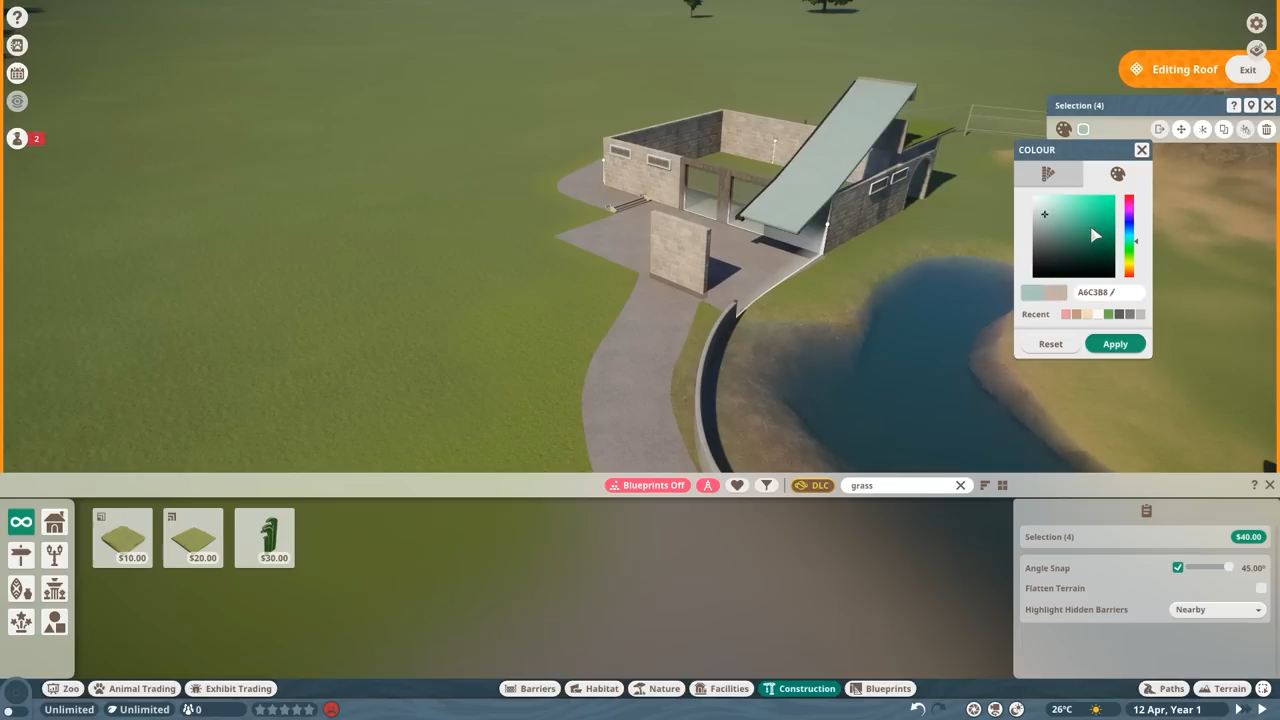 ?
Editing Roof Exit
Selection (4) ?
2
COLOUR
A6C3B8
Recent
Reset Apply
Blueprints Off DLC grass ?
$10.00 $20.00 $30.00
Selection (4) $40.00
Angle Snap 45.00°
Flatten Terrain
Highlight Hidden Barriers Nearby
Zoo Animal Trading Exhibit Trading Barriers Habitat Nature Facilities Construction Blueprints Paths Terrain
Unlimited Unlimited 0 26°C 12 Apr, Year 1